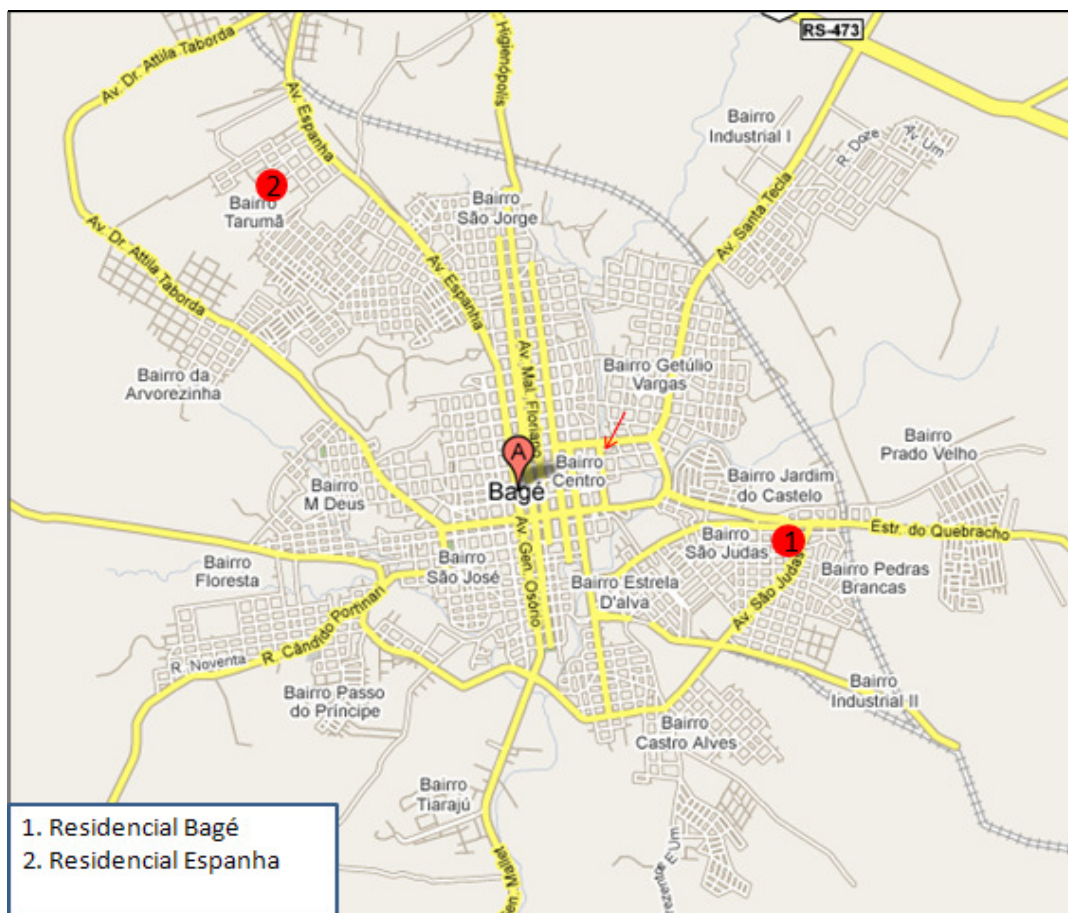 RS-473
Av. Dr. Attila Taborda
Higienópolis
Av. Espanha
Bairro
Industrial I
R. Doze
Av. Um
2
Bairro
Tarumã
Bairro
São Jorge
Av. Santa Tecla
Av. Dr. Attila Taborda
Av. Espanha
Av. Mal. Floriano
Bairro Getúlio
Vargas
Bairro da
Arvorezinha
A
Bairro
Centro
Bairro
Prado Velho
Bairro
M Deus
Bagé
Bairro Jardim
do Castelo
Estr. do Quebracho
Av. Gen. Osório
Bairro
São Judas
1
Bairro
Floresta
Bairro
São José
Bairro Estrela
D'alva
Bairro Pedras
Brancas
Av. São Judas
R. Cândido Portinari
R. Noventa
Bairro Passo
do Príncipe
Bairro
Industrial II
Bairro
Castro Alves
Bairro
Tiarajú
Mallet
E Um
1. Residencial Bagé
2. Residencial Espanha